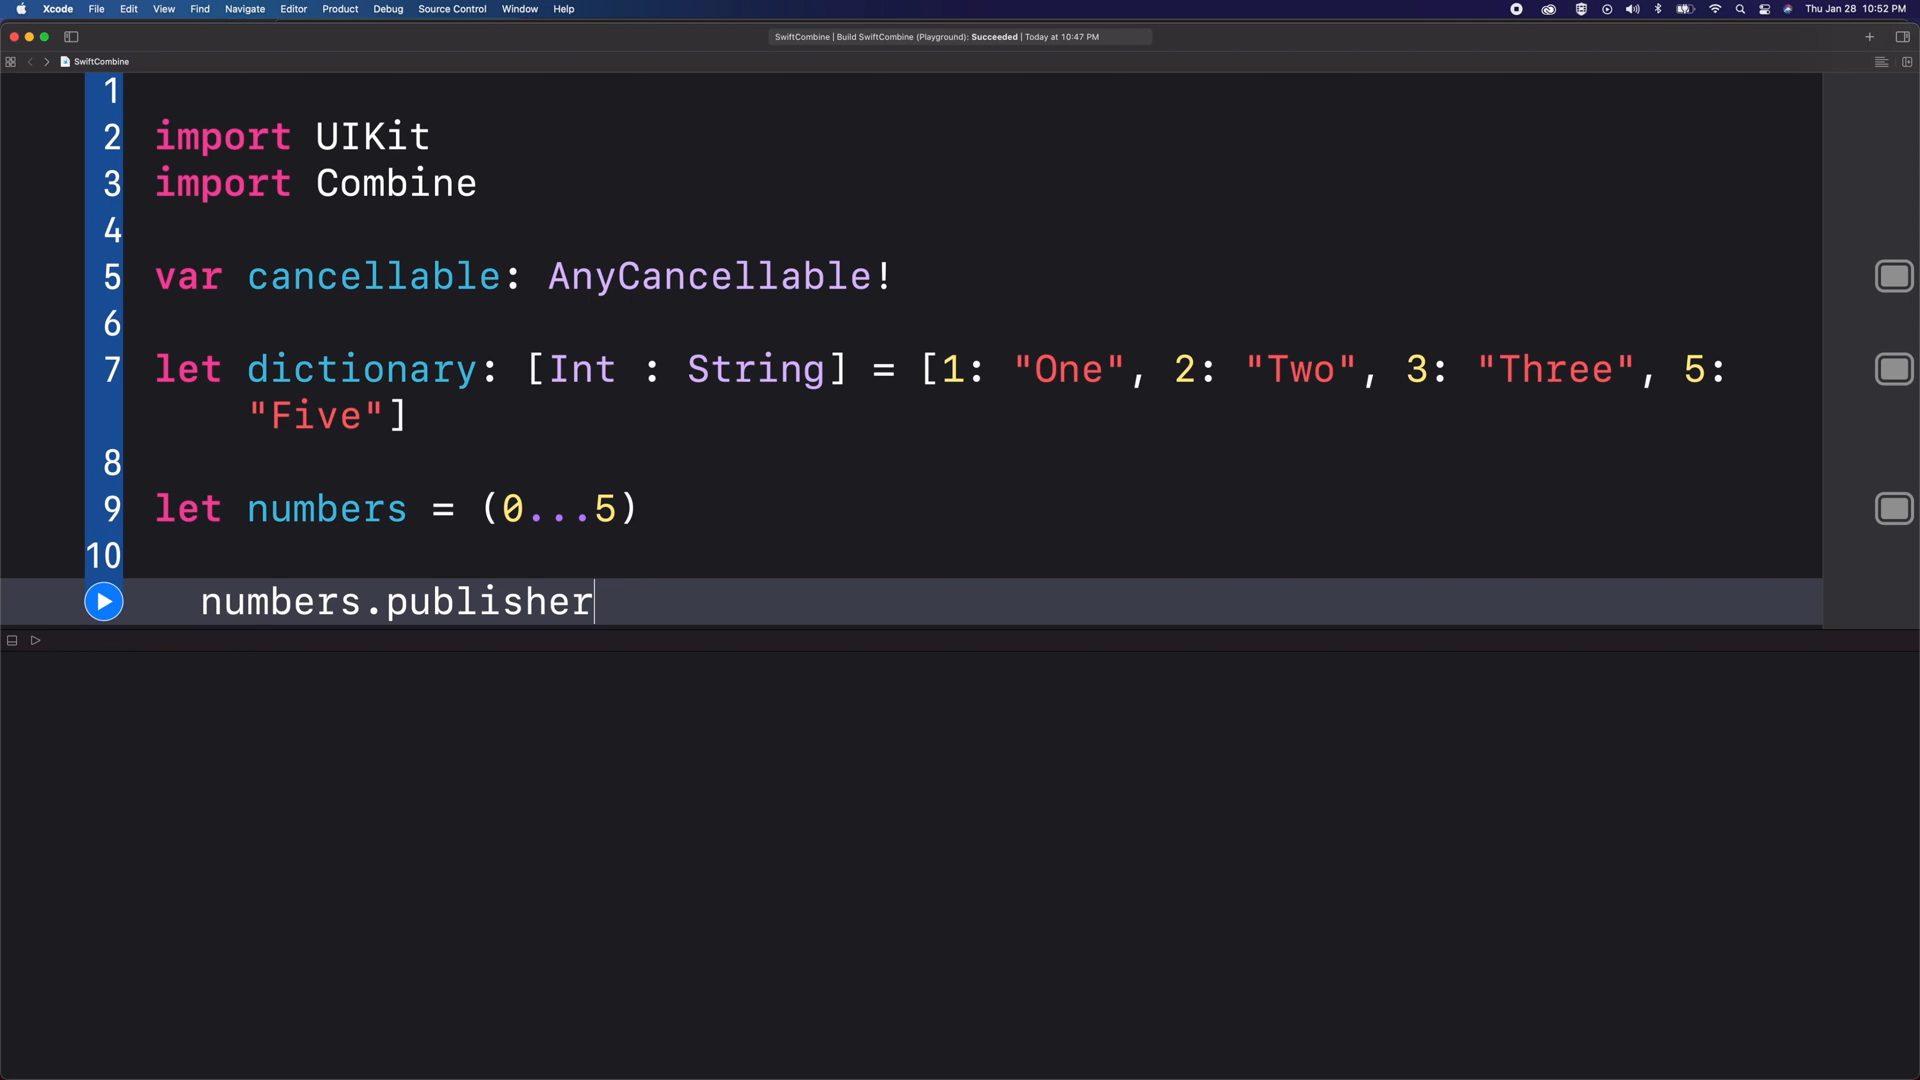 Xcode File Edit View Find Navigate Editor Product Debug Source Control Window Help Thu Jan 28 10:52 PM
SwiftCombine | Build SwiftCombine (Playground): Succeeded | Today at 10:47 PM
SwiftCombine
1
2 import UIKit
3 import Combine
4
5 var cancellable: AnyCancellable!
6
7 let dictionary: [Int : String] = [1: "One", 2: "Two", 3: "Three", 5:
"Five"]
8
9 let numbers = (0...5)
10
numbers.publisher